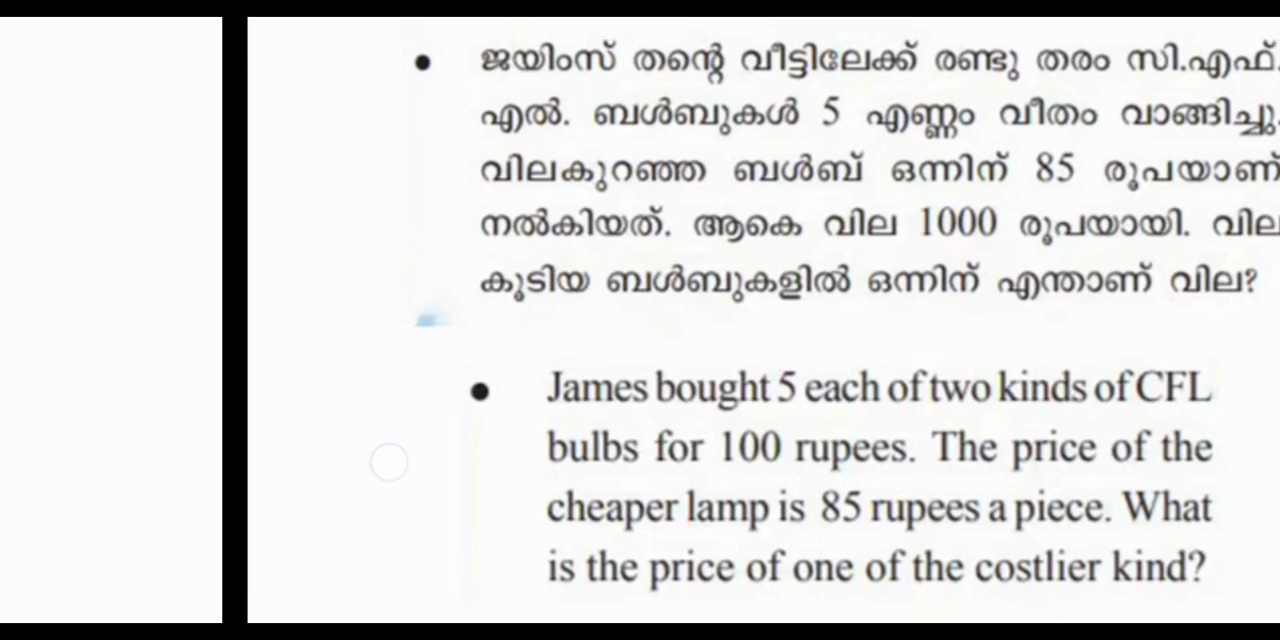 • ജയിംസ് തന്റെ വീട്ടിലേക്ക് രണ്ടു തരം സി.എഫ്.
എൽ. ബൾബുകൾ 5 എണ്ണം വീതം വാങ്ങിച്ചു.
വിലകുറഞ്ഞ ബൾബ് ഒന്നിന് 85 രൂപയാണ്
നൽകിയത്. ആകെ വില 1000 രൂപയായി. വില
കൂടിയ ബൾബുകളിൽ ഒന്നിന് എന്താണ് വില?
• James bought 5 each of two kinds of CFL
bulbs for 100 rupees. The price of the
cheaper lamp is 85 rupees a piece. What
is the price of one of the costlier kind?